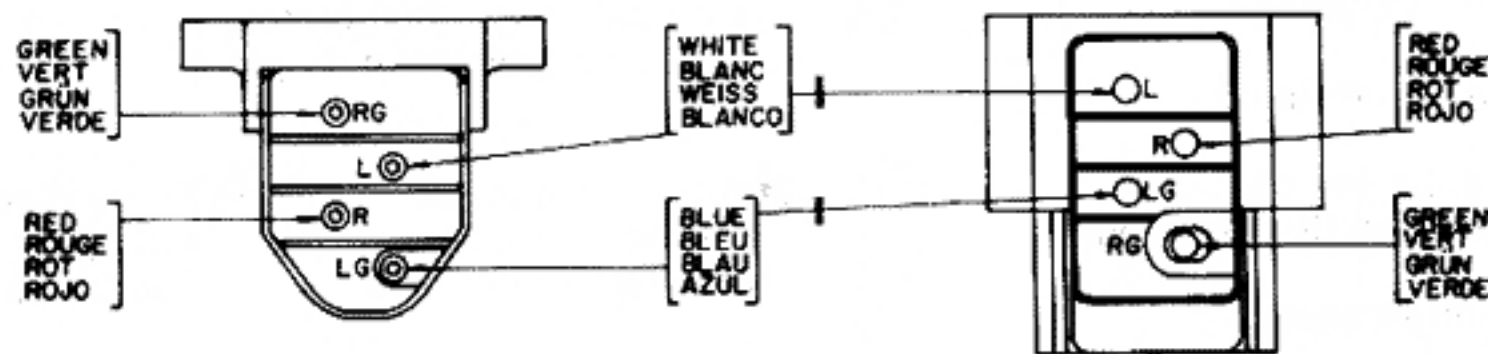 GREEN
VERT
GRÜN
VERDE
RG
L
R
LG
RED
ROUGE
ROT
ROJO
WHITE
BLANC
WEISS
BLANCO
BLUE
BLEU
BLAU
AZUL
L
R
LG
RG
RED
ROUGE
ROT
ROJO
GREEN
VERT
GRÜN
VERDE